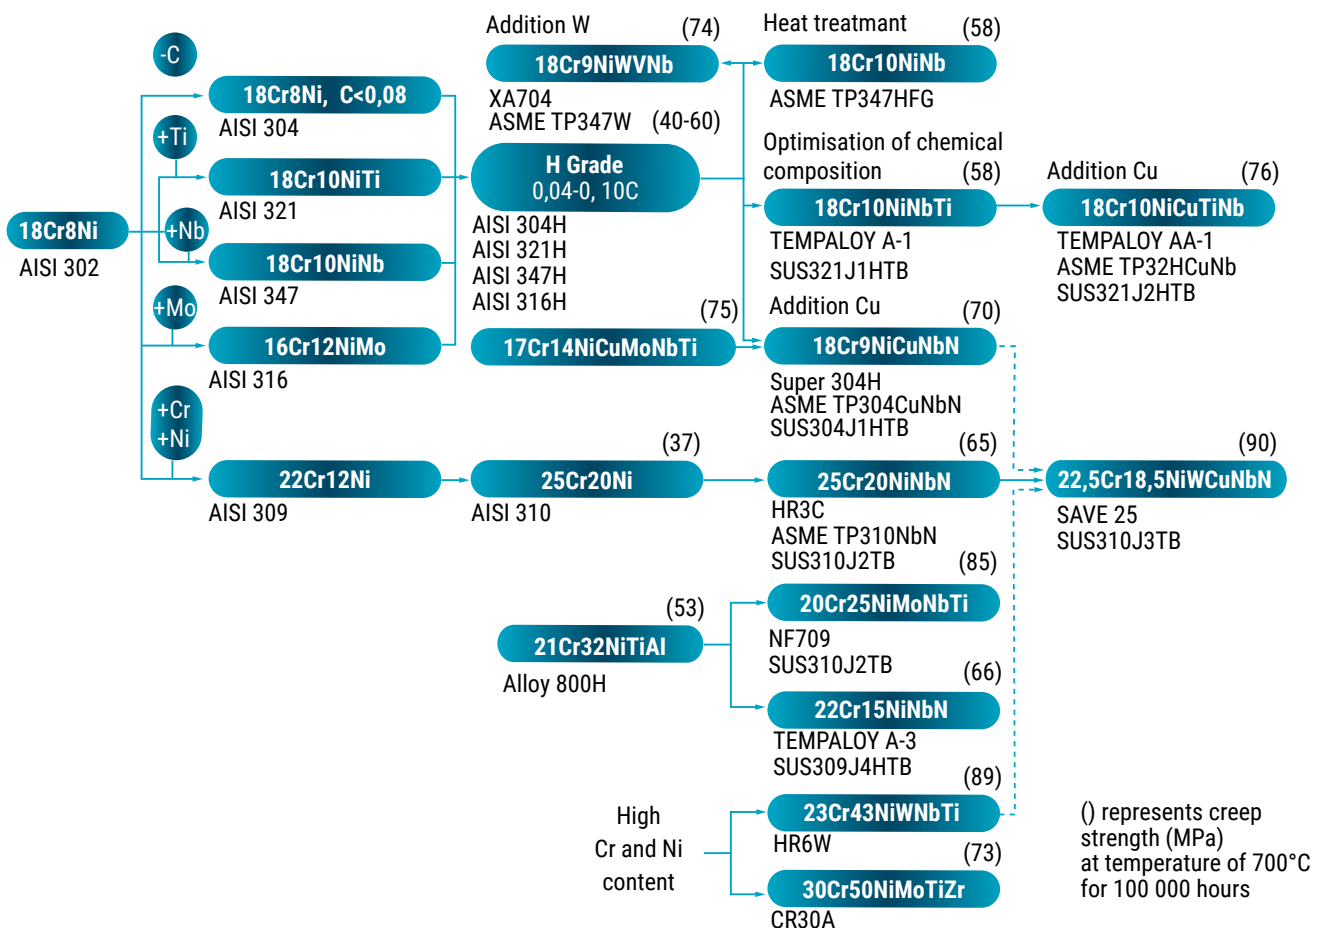 -C
18Cr8Ni, C<0,08
AISI 304
+Ti
18Cr10NiTi
AISI 321
18Cr8Ni
AISI 302
+Nb
18Cr10NiNb
AISI 347
+Mo
16Cr12NiMo
AISI 316
+Cr
+Ni
22Cr12Ni
AISI 309
Addition W
(74)
18Cr9NiWVNb
XA704
ASME TP347W
(40-60)
H Grade
0,04-0, 10C
AISI 304H
AISI 321H
AISI 347H
AISI 316H
(75)
17Cr14NiCuMoNbTi
(37)
25Cr20Ni
AISI 310
(53)
21Cr32NiTiAl
Alloy 800H
High
Cr and Ni
content
Heat treatmant
(58)
18Cr10NiNb
ASME TP347HFG
Optimisation of chemical
composition
(58)
18Cr10NiNbTi
TEMPALOY A-1
SUS321J1HTB
Addition Cu
(70)
18Cr9NiCuNbN
Super 304H
ASME TP304CuNbN
SUS304J1HTB
(65)
25Cr20NiNbN
HR3C
ASME TP310NbN
SUS310J2TB
(85)
20Cr25NiMoNbTi
NF709
SUS310J2TB
(66)
22Cr15NiNbN
TEMPALOY A-3
SUS309J4HTB
(89)
23Cr43NiWNbTi
HR6W
(73)
30Cr50NiMoTiZr
CR30A
Addition Cu
(76)
18Cr10NiCuTiNb
TEMPALOY AA-1
ASME TP32HCuNb
SUS321J2HTB
(90)
22,5Cr18,5NiWCuNbN
SAVE 25
SUS310J3TB
() represents creep
strength (MPa)
at temperature of 700°C
for 100 000 hours